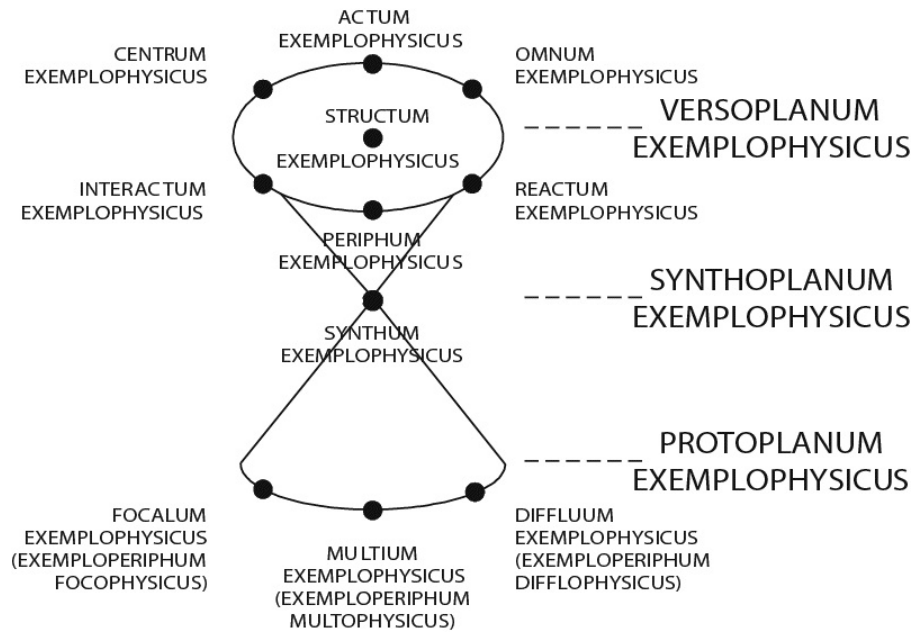 ACTUM
EXEMPLOPHYSICUS
CENTRUM
EXEMPLOPHYSICUS
OMNUM
EXEMPLOPHYSICUS
STRUCTUM
EXEMPLOPHYSICUS
VERSOPLANUM
EXEMPLOPHYSICUS
INTERACTUM
EXEMPLOPHYSICUS
REACTUM
EXEMPLOPHYSICUS
PERIPHUM
EXEMPLOPHYSICUS
SYNTHOPLANUM
EXEMPLOPHYSICUS
SYNTHUM
EXEMPLOPHYSICUS
PROTOPLANUM
EXEMPLOPHYSICUS
FOCALUM
EXEMPLOPHYSICUS
(EXEMPLOPERIPHUM
FOCOPHYSICUS)
MULTIUM
EXEMPLOPHYSICUS
(EXEMPLOPERIPHUM
MULTOPHYSICUS)
DIFFLUUM
EXEMPLOPHYSICUS
(EXEMPLOPERIPHUM
DIFFLOPHYSICUS)